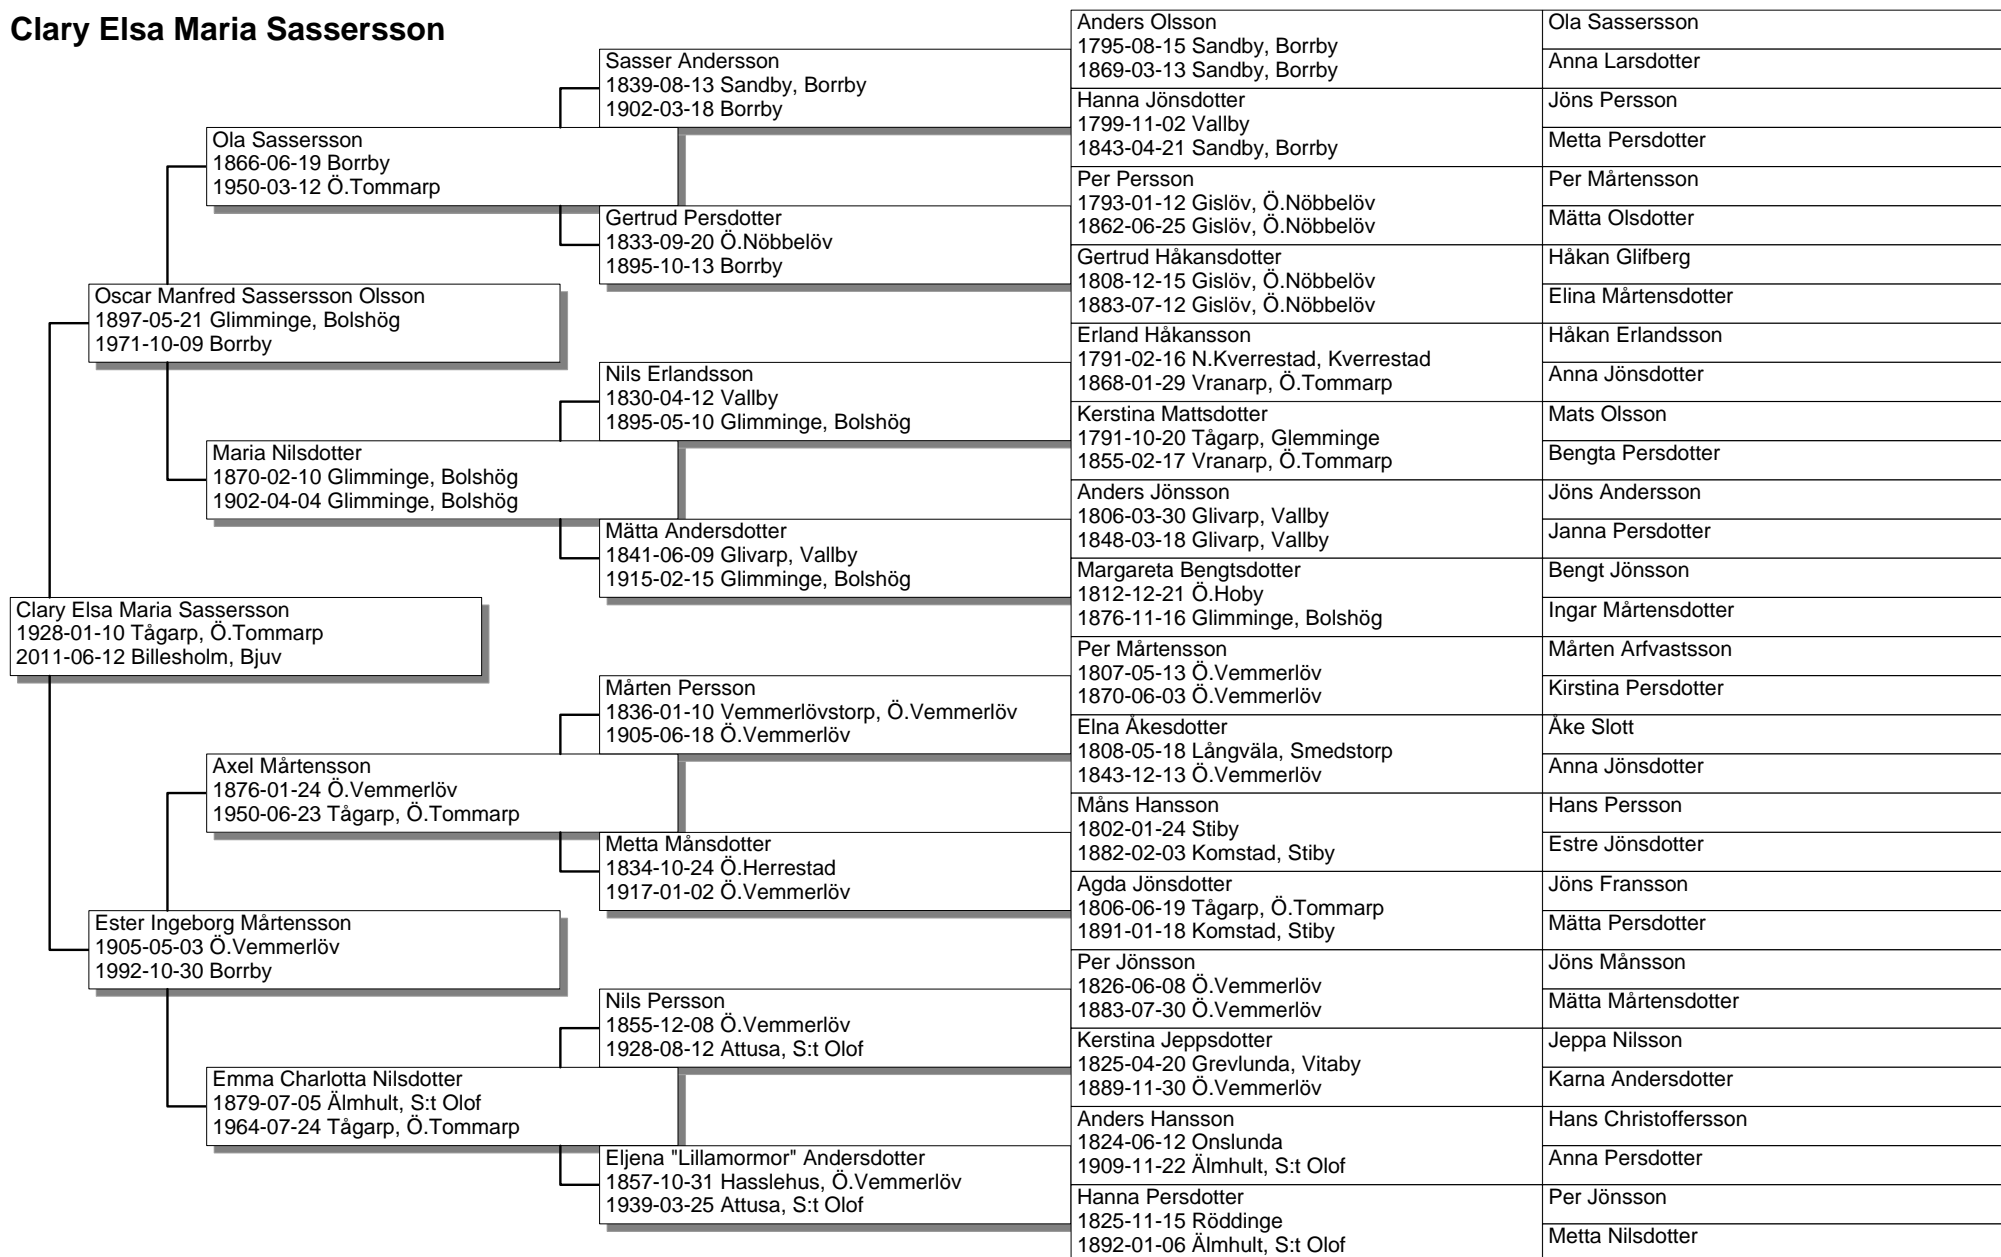 Clary Elsa Maria Sassersson
Clary Elsa Maria Sassersson
1928-01-10 Tågarp, Ö.Tommarp
2011-06-12 Billesholm, Bjuv
Oscar Manfred Sassersson Olsson
1897-05-21 Glimminge, Bolshög
1971-10-09 Borrby
Ester Ingeborg Mårtensson
1905-05-03 Ö.Vemmerlöv
1992-10-30 Borrby
Ola Sassersson
1866-06-19 Borrby
1950-03-12 Ö.Tommarp
Maria Nilsdotter
1870-02-10 Glimminge, Bolshög
1902-04-04 Glimminge, Bolshög
Axel Mårtensson
1876-01-24 Ö.Vemmerlöv
1950-06-23 Tågarp, Ö.Tommarp
Emma Charlotta Nilsdotter
1879-07-05 Älmhult, S:t Olof
1964-07-24 Tågarp, Ö.Tommarp
Sasser Andersson
1839-08-13 Sandby, Borrby
1902-03-18 Borrby
Gertrud Persdotter
1833-09-20 Ö.Nöbbelöv
1895-10-13 Borrby
Nils Erlandsson
1830-04-12 Vallby
1895-05-10 Glimminge, Bolshög
Mätta Andersdotter
1841-06-09 Glivarp, Vallby
1915-02-15 Glimminge, Bolshög
Mårten Persson
1836-01-10 Vemmerlövstorp, Ö.Vemmerlöv
1905-06-18 Ö.Vemmerlöv
Metta Månsdotter
1834-10-24 Ö.Herrestad
1917-01-02 Ö.Vemmerlöv
Nils Persson
1855-12-08 Ö.Vemmerlöv
1928-08-12 Attusa, S:t Olof
Eljena "Lillamormor" Andersdotter
1857-10-31 Hasslehus, Ö.Vemmerlöv
1939-03-25 Attusa, S:t Olof
Anders Olsson
1795-08-15 Sandby, Borrby
1869-03-13 Sandby, Borrby
Hanna Jönsdotter
1799-11-02 Vallby
1843-04-21 Sandby, Borrby
Per Persson
1793-01-12 Gislöv, Ö.Nöbbelöv
1862-06-25 Gislöv, Ö.Nöbbelöv
Gertrud Håkansdotter
1808-12-15 Gislöv, Ö.Nöbbelöv
1883-07-12 Gislöv, Ö.Nöbbelöv
Erland Håkansson
1791-02-16 N.Kverrestad, Kverrestad
1868-01-29 Vranarp, Ö.Tommarp
Kerstina Mattsdotter
1791-10-20 Tågarp, Glemminge
1855-02-17 Vranarp, Ö.Tommarp
Anders Jönsson
1806-03-30 Glivarp, Vallby
1848-03-18 Glivarp, Vallby
Margareta Bengtsdotter
1812-12-21 Ö.Hoby
1876-11-16 Glimminge, Bolshög
Per Mårtensson
1807-05-13 Ö.Vemmerlöv
1870-06-03 Ö.Vemmerlöv
Elna Åkesdotter
1808-05-18 Långväla, Smedstorp
1843-12-13 Ö.Vemmerlöv
Måns Hansson
1802-01-24 Stiby
1882-02-03 Komstad, Stiby
Agda Jönsdotter
1806-06-19 Tågarp, Ö.Tommarp
1891-01-18 Komstad, Stiby
Per Jönsson
1826-06-08 Ö.Vemmerlöv
1883-07-30 Ö.Vemmerlöv
Kerstina Jeppsdotter
1825-04-20 Grevlunda, Vitaby
1889-11-30 Ö.Vemmerlöv
Anders Hansson
1824-06-12 Onslunda
1909-11-22 Älmhult, S:t Olof
Hanna Persdotter
1825-11-15 Röddinge
1892-01-06 Älmhult, S:t Olof
Ola Sassersson
Anna Larsdotter
Jöns Persson
Metta Persdotter
Per Mårtensson
Mätta Olsdotter
Håkan Glifberg
Elina Mårtensdotter
Håkan Erlandsson
Anna Jönsdotter
Mats Olsson
Bengta Persdotter
Jöns Andersson
Janna Persdotter
Bengt Jönsson
Ingar Mårtensdotter
Mårten Arfvastsson
Kirstina Persdotter
Åke Slott
Anna Jönsdotter
Hans Persson
Estre Jönsdotter
Jöns Fransson
Mätta Persdotter
Jöns Månsson
Mätta Mårtensdotter
Jeppa Nilsson
Karna Andersdotter
Hans Christoffersson
Anna Persdotter
Per Jönsson
Metta Nilsdotter